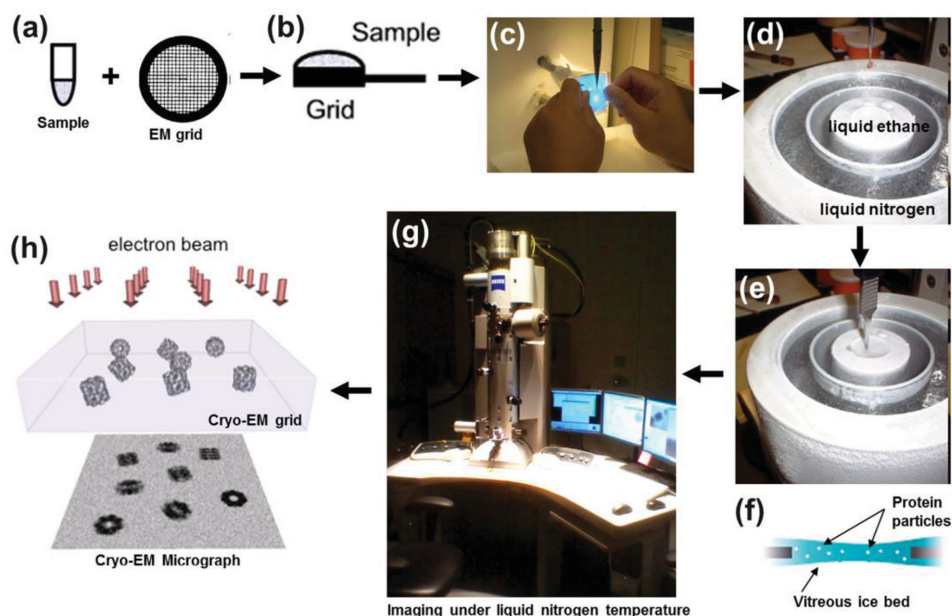 (a)
Sample
+
EM grid
(b)
Sample
Grid
(c)
(d)
liquid ethane
liquid nitrogen
(e)
(f)
Protein
particles
Vitreous ice bed
(g)
ZEISS
Imaging under liquid nitrogen temperature
(h)
electron beam
Cryo-EM grid
Cryo-EM Micrograph